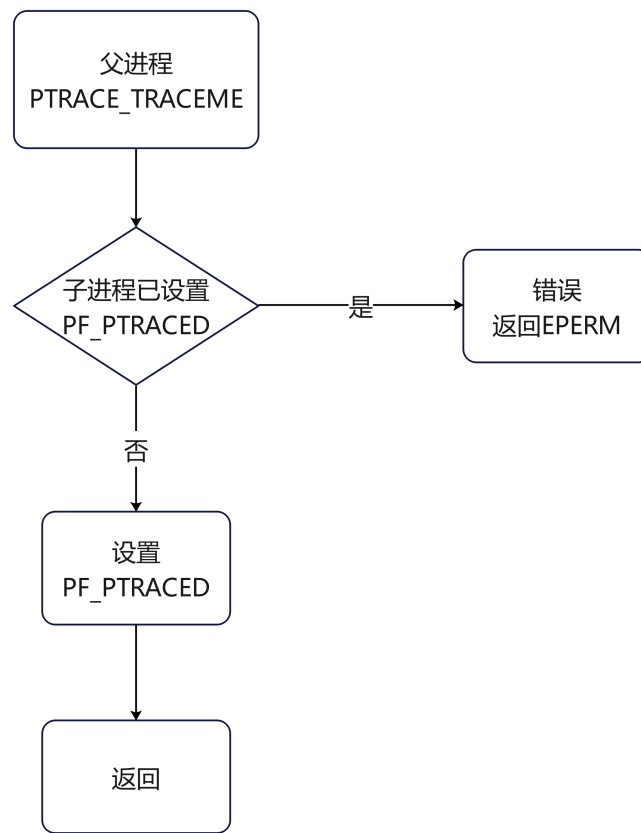 父进程
PTRACE_TRACEME
子进程已设置
PF_PTRACED
是
错误
返回EPERM
否
设置
PF_PTRACED
返回